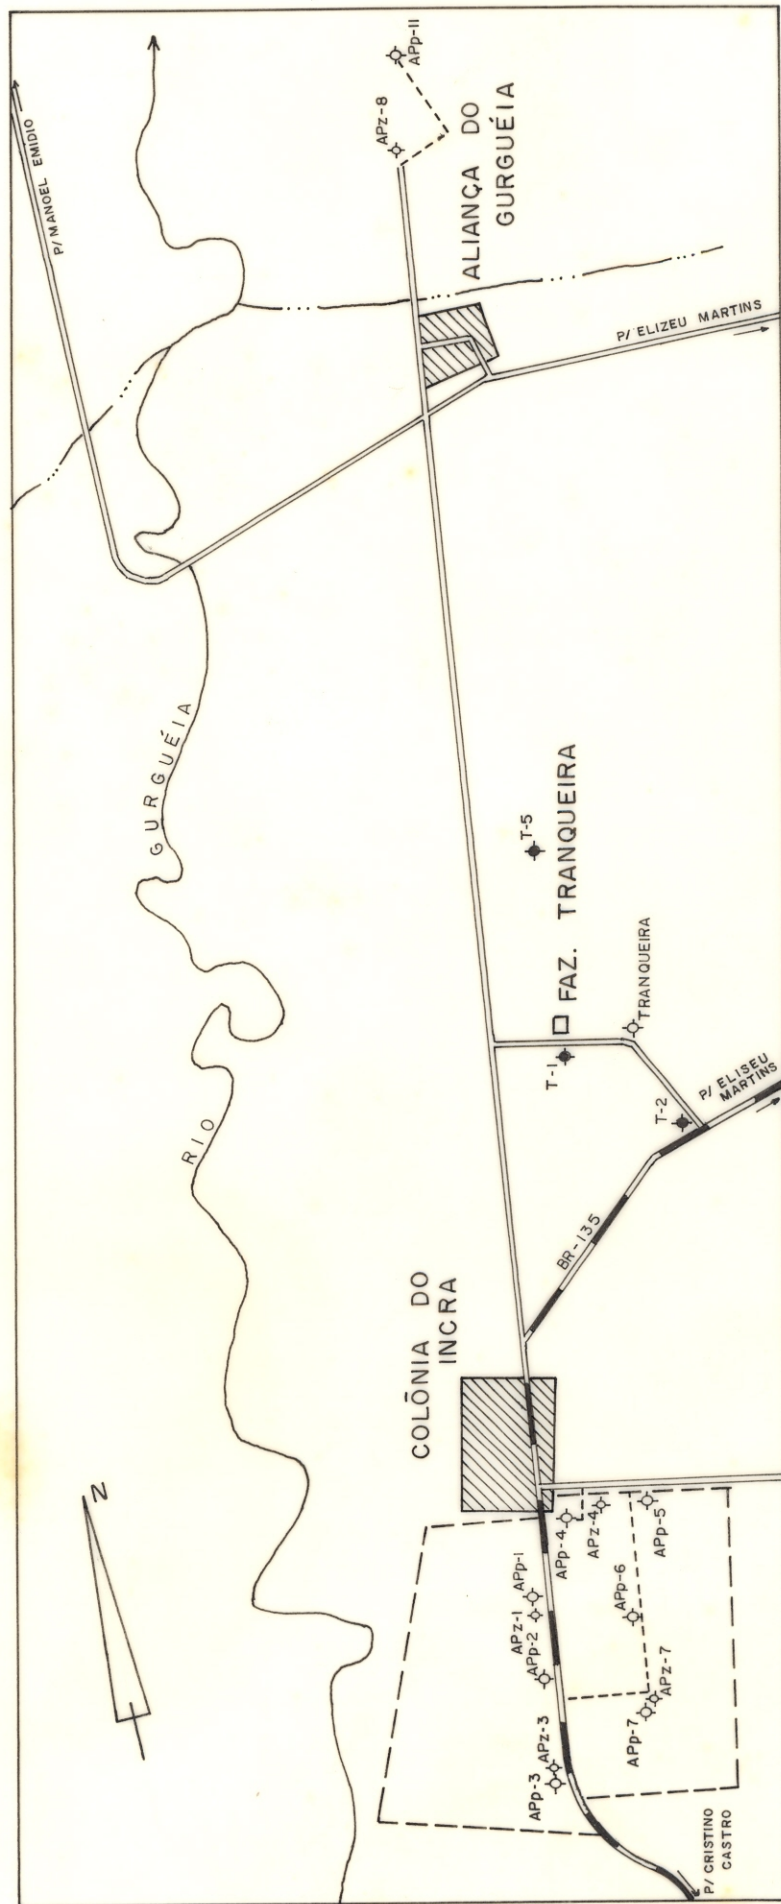 P/ MANOEL EMIDIO
RIO GURGUÉIA
N
APz-8
APp-11
ALIANÇA DO
GURGUÉIA
P/ ELIZEU MARTINS
T-5
FAZ. TRANQUEIRA
T-1
TRANQUEIRA
T-2
P/ ELISEU
MARTINS
BR-135
COLÔNIA DO
INCRA
APp-3
APz-3
APp-2
APz-1
APp-1
APp-4
APz-4
APp-5
APp-6
APp-7
APz-7
P/ CRISTINO
CASTRO